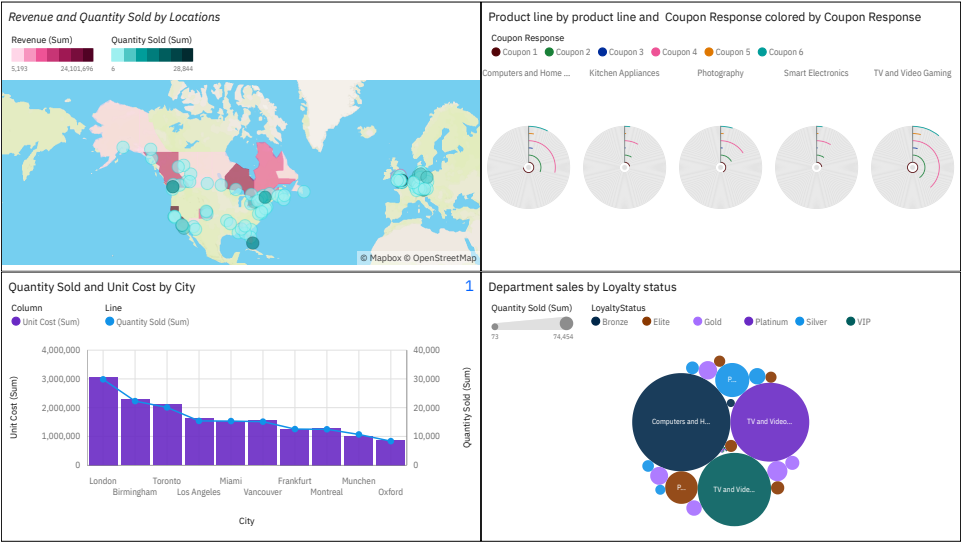 Revenue and Quantity Sold by Locations
Revenue (Sum)
Quantity Sold (Sum)
5,193
24,101,696
6
28,844
© Mapbox © OpenStreetMap
Product line by product line and Coupon Response colored by Coupon Response
Coupon Response
Coupon 1
Coupon 2
Coupon 3
Coupon 4
Coupon 5
Coupon 6
Computers and Home ...
Kitchen Appliances
Photography
Smart Electronics
TV and Video Gaming
Quantity Sold and Unit Cost by City
1
Column
Line
Unit Cost (Sum)
Quantity Sold (Sum)
4,000,000
3,000,000
2,000,000
1,000,000
0
Unit Cost (Sum)
40,000
30,000
20,000
10,000
0
Quantity Sold (Sum)
London
Birmingham
Toronto
Los Angeles
Miami
Vancouver
Frankfurt
Montreal
Munchen
Oxford
City
Department sales by Loyalty status
Quantity Sold (Sum)
73
74,454
LoyaltyStatus
Bronze
Elite
Gold
Platinum
Silver
VIP
P...
Computers and H...
TV and Video...
P...
TV and Vide...